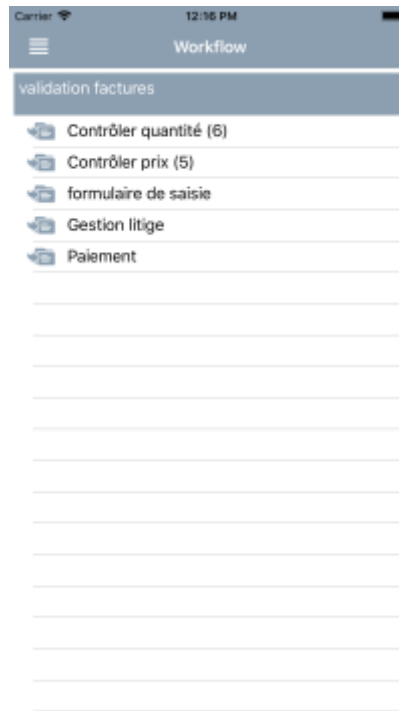 Carrier 12:16 PM
Workflow
validation factures
Contrôler quantité (6)
Contrôler prix (5)
formulaire de saisie
Gestion litige
Paiement